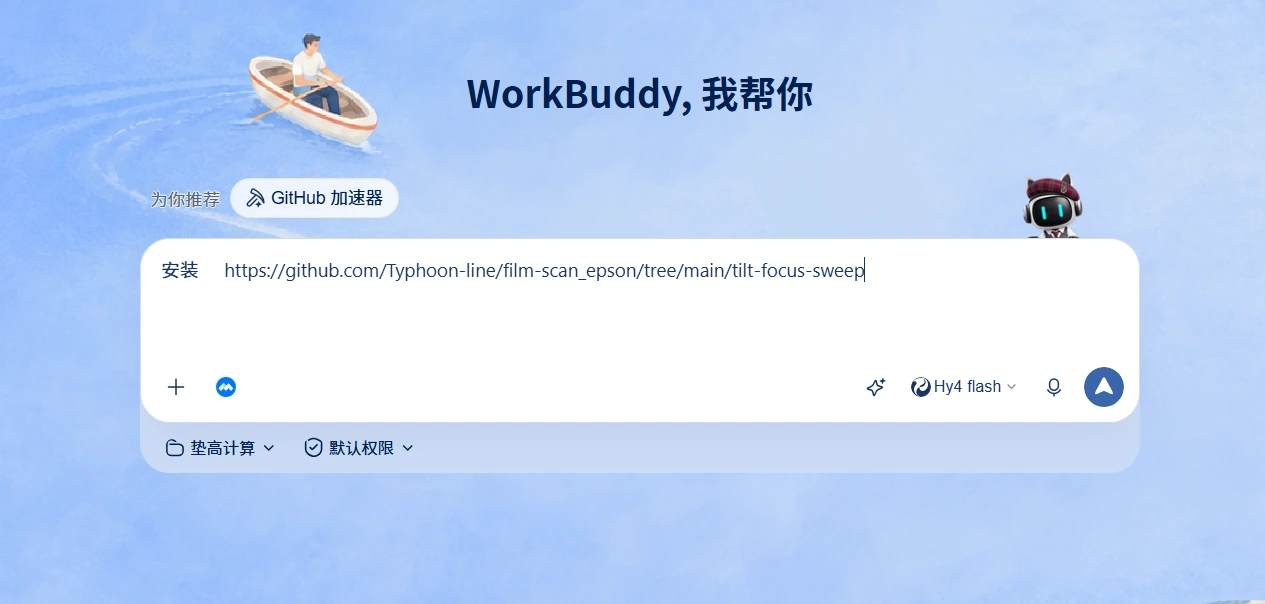 WorkBuddy, 我帮你
为你推荐 GitHub 加速器
安装 https://github.com/Typhoon-line/film-scan_epson/tree/main/tilt-focus-sweep
Hy4 flash
垫高计算 默认权限